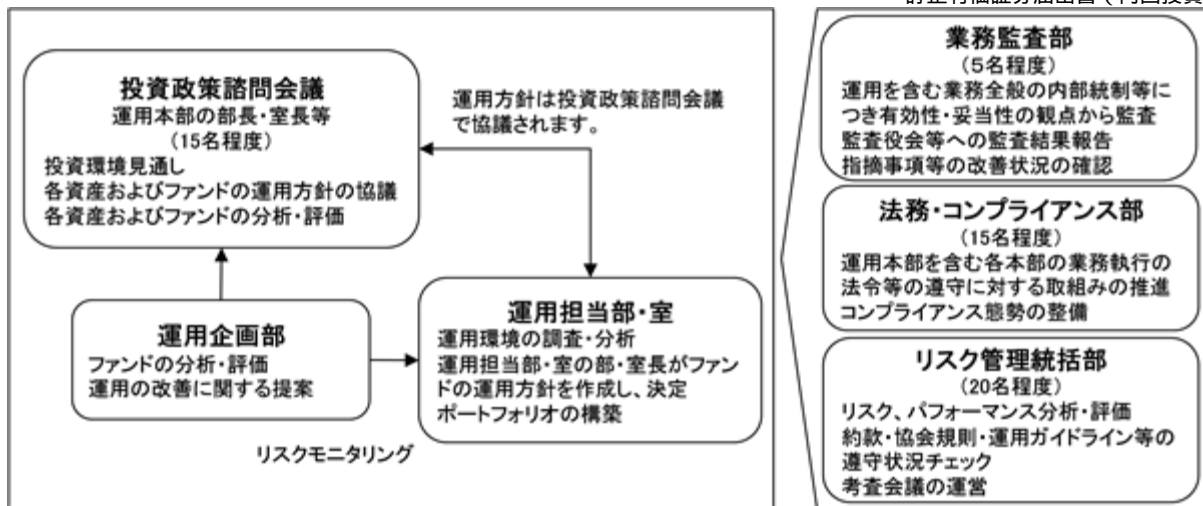 投資政策諮問会議
運用本部の部長・室長等
(15名程度)
投資環境見通し
各資産およびファンドの運用方針の協議
各資産およびファンドの分析・評価
運用方針は投資政策諮問会議
で協議されます。
運用企画部
ファンドの分析・評価
運用の改善に関する提案
運用担当部・室
運用環境の調査・分析
運用担当部・室の部・室長がファン
ドの運用方針を作成し、決定
ポートフォリオの構築
リスクモニタリング
業務監査部
(5名程度)
運用を含む業務全般の内部統制等に
つき有効性・妥当性の観点から監査
監査役会等への監査結果報告
指摘事項等の改善状況の確認
法務・コンプライアンス部
(15名程度)
運用本部を含む各本部の業務執行の
法令等の遵守に対する取組みの推進
コンプライアンス態勢の整備
リスク管理統括部
(20名程度)
リスク、パフォーマンス分析・評価
約款・協会規則・運用ガイドライン等の
遵守状況チェック
考査会議の運営